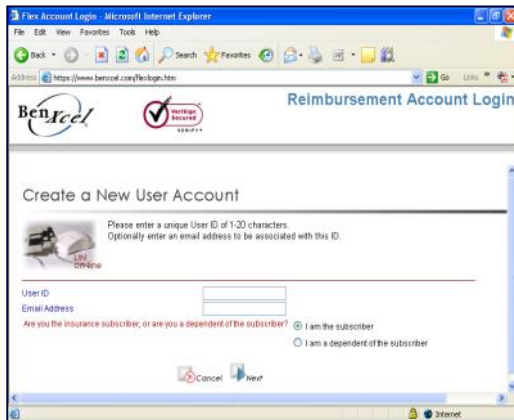 Flex Account Login - Microsoft Internet Explorer
File Edit View Favorites Tools Help
Back Search Favorites
Address https://www.benxcel.com/flexlogin.htm Go Links
BenXcel
VeriSign
Secured
VERIFY
Reimbursement Account Login
Create a New User Account
Please enter a unique User ID of 1-20 characters.
Optionally enter an email address to be associated with this ID.
on-line
User ID
Email Address
Are you the insurance subscriber, or are you a dependent of the subscriber? I am the subscriber
I am a dependent of the subscriber
Cancel Next
Internet